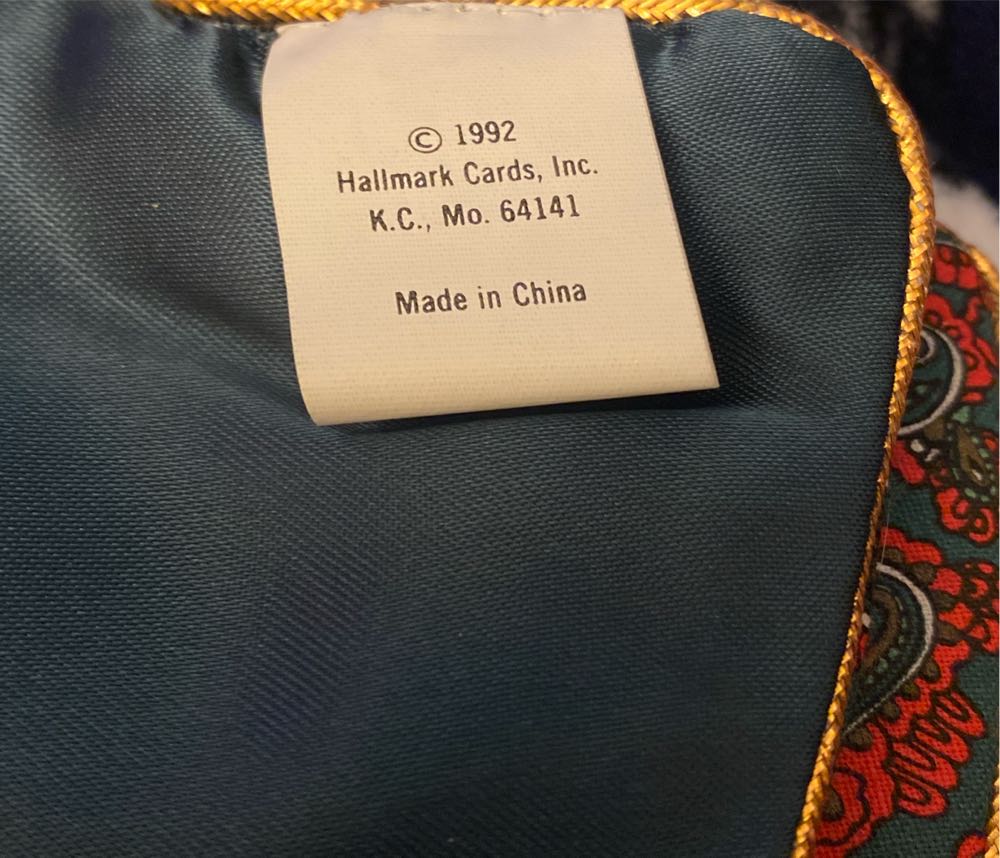 © 1992
Hallmark Cards, Inc.
K.C., Mo. 64141
Made in China